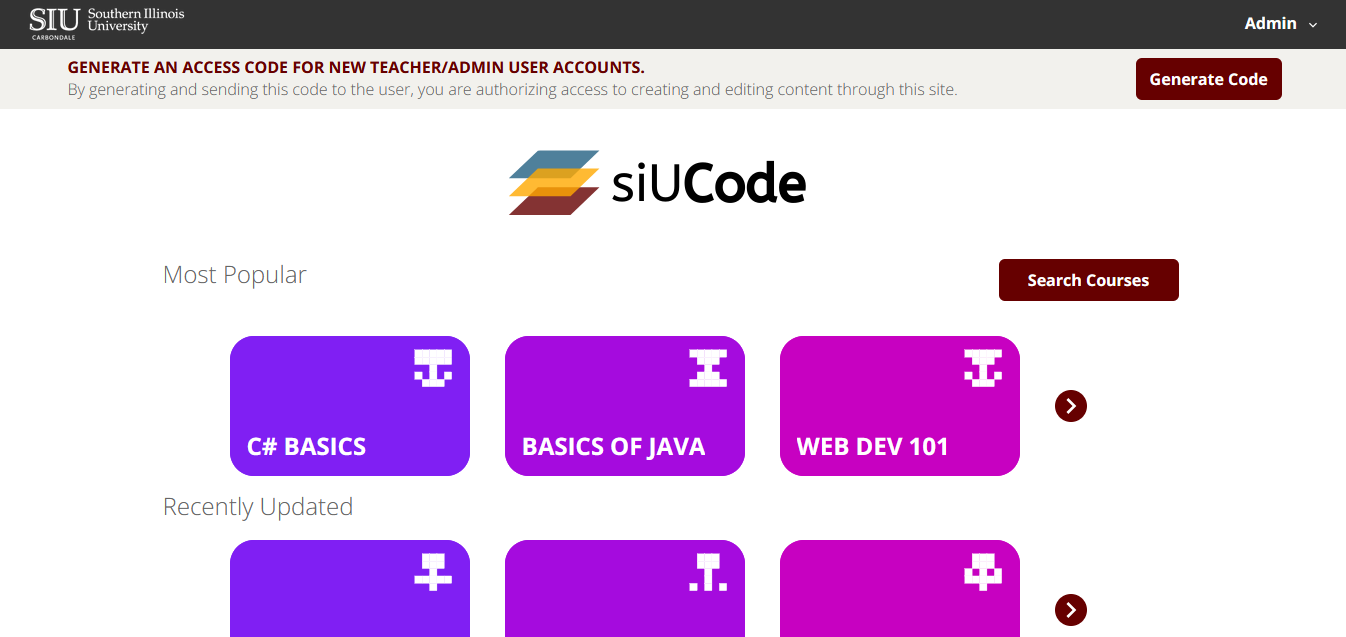 SIU Southern Illinois
University
CARBONDALE
Admin
GENERATE AN ACCESS CODE FOR NEW TEACHER/ADMIN USER ACCOUNTS.
By generating and sending this code to the user, you are authorizing access to creating and editing content through this site.
Generate Code
siUCode
Most Popular
Search Courses
C# BASICS
BASICS OF JAVA
WEB DEV 101
Recently Updated